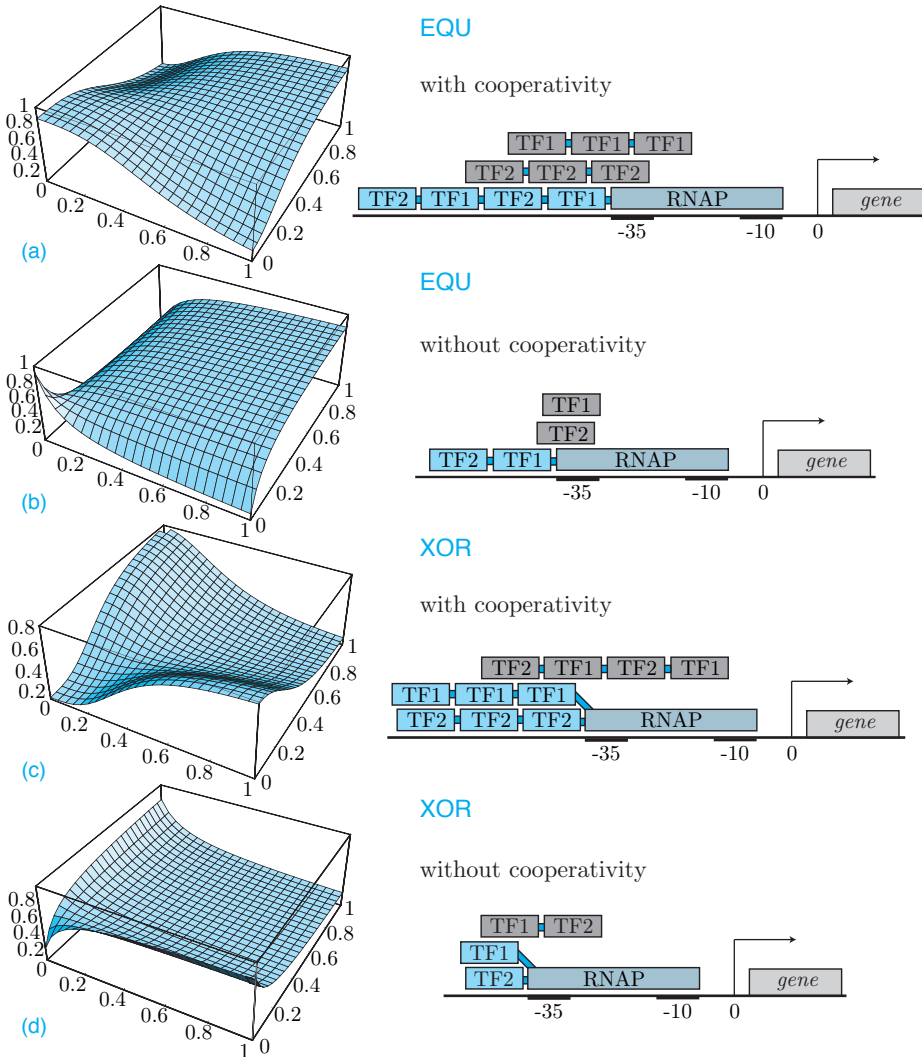 EQU
with cooperativity
1
0.8
0.6
0.4
0.2
0
0.2
0.4
0.6
0.8
1
0
0.2
0.4
0.6
0.8
1
(a)
TF1 TF1 TF1
TF2 TF2 TF2
TF2 TF1 TF2 TF1 RNAP
gene
-35 -10 0
EQU
without cooperativity
1
0.8
0.6
0.4
0.2
0
0.2
0.4
0.6
0.8
1
0
0.2
0.4
0.6
0.8
1
(b)
TF1
TF2
TF2 TF1 RNAP
gene
-35 -10 0
XOR
with cooperativity
0.8
0.6
0.4
0.2
0
0.2
0.4
0.6
0.8
1
0
0.2
0.4
0.6
0.8
1
(c)
TF2 TF1 TF2 TF1
TF1 TF1 TF1
TF2 TF2 TF2 RNAP
gene
-35 -10 0
XOR
without cooperativity
0.8
0.6
0.4
0.2
0
0.2
0.4
0.6
0.8
1
0
0.2
0.4
0.6
0.8
1
(d)
TF1 TF2
TF1
TF2 RNAP
gene
-35 -10 0